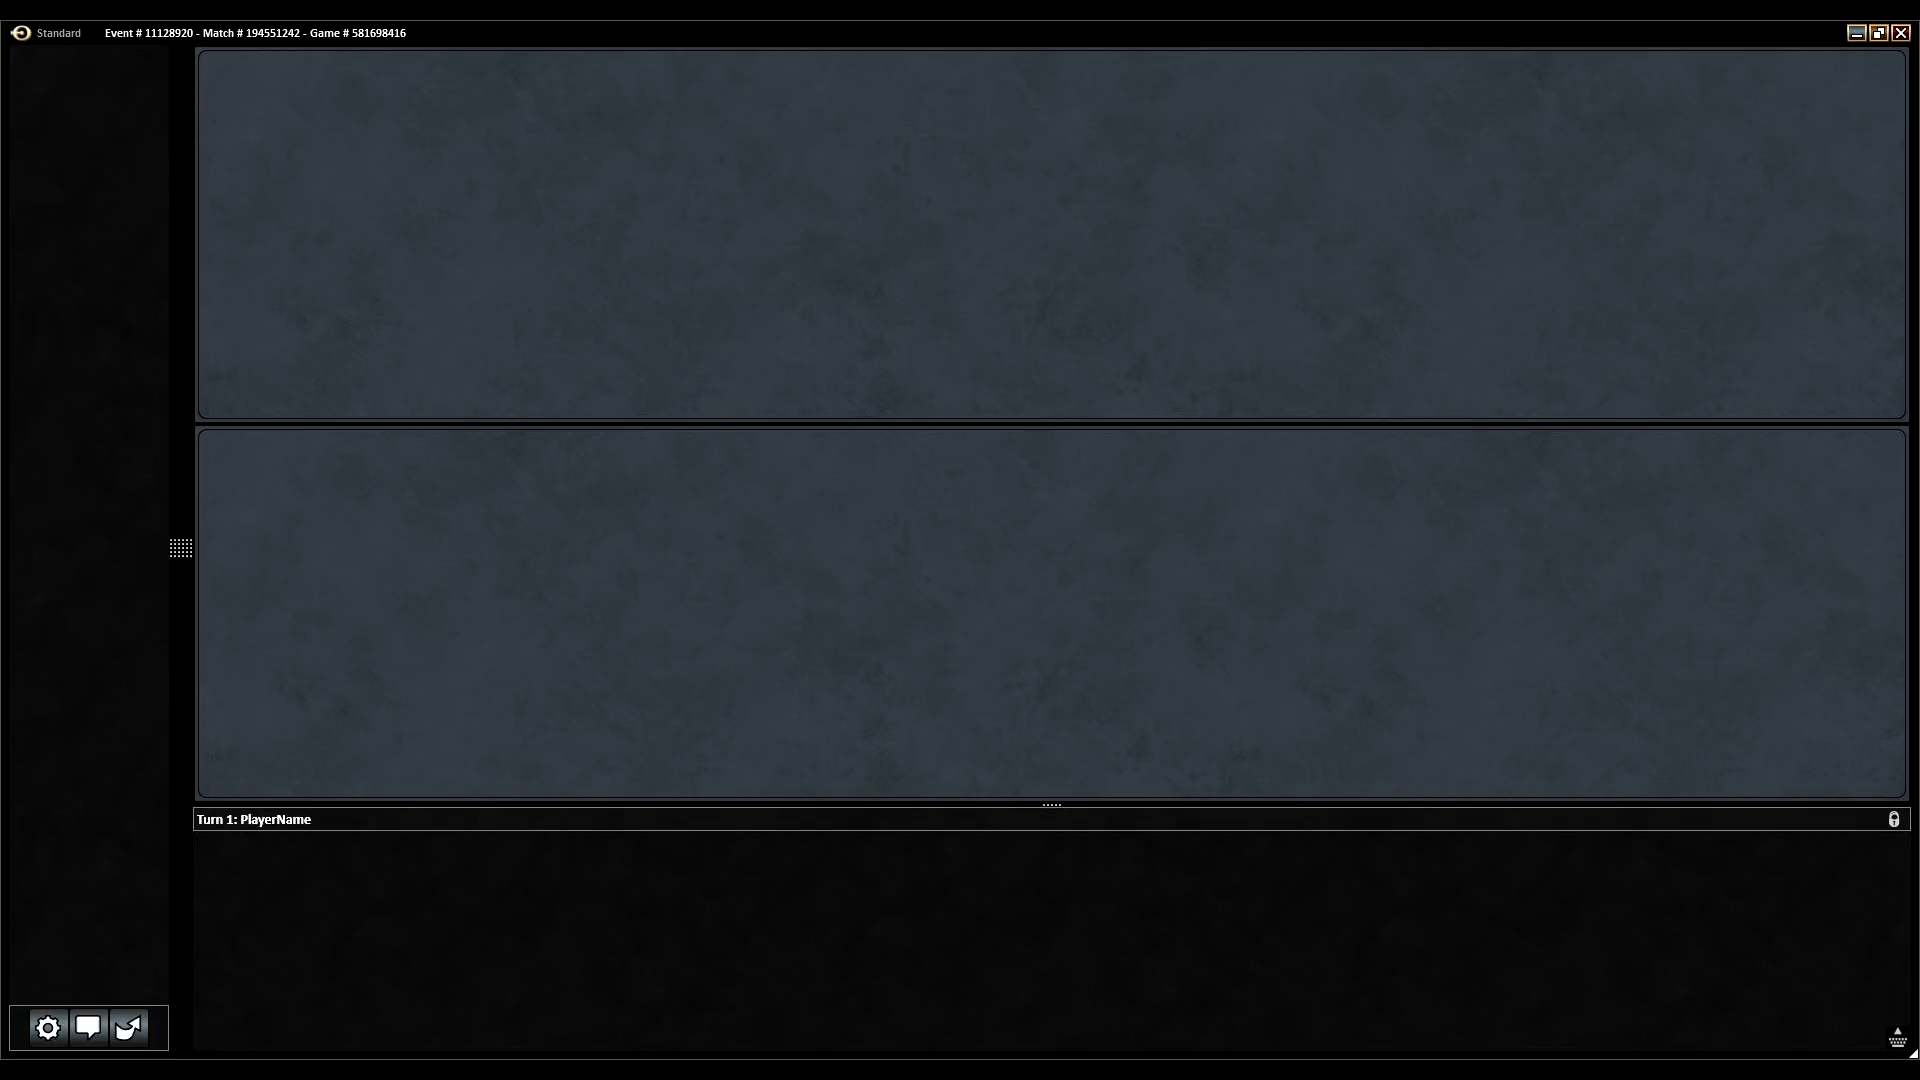 Standard
Event # 11128920 - Match # 194551242 - Game # 581698416
Turn 1: PlayerName